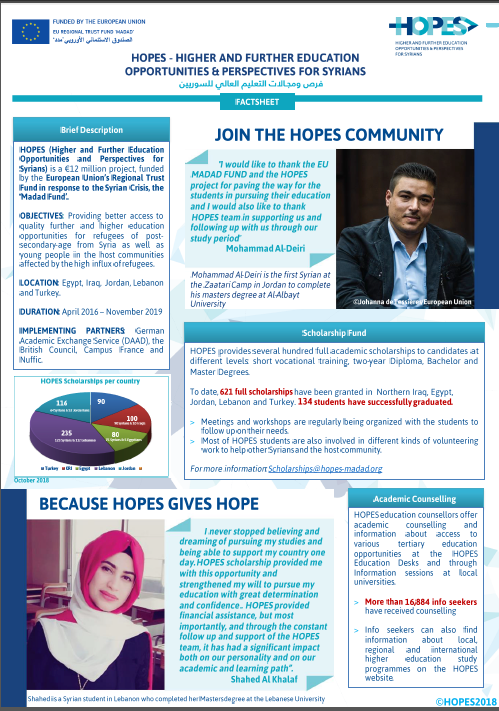 FUNDED BY THE EUROPEAN UNION
EU REGIONAL TRUST FUND 'MADAD'
الصندوق الاستئماني الأوروبي "مدد"
HOPES
HIGHER AND FURTHER EDUCATION
OPPORTUNITIES & PERSPECTIVES
FOR SYRIANS
HOPES - HIGHER AND FURTHER EDUCATION
OPPORTUNITIES & PERSPECTIVES FOR SYRIANS
فرص ومجالات التعليم العالي للسوريين
FACTSHEET
Brief Description
HOPES (Higher and Further Education
Opportunities and Perspectives for
Syrians) is a €12 million project, funded
by the European Union's Regional Trust
Fund in response to the Syrian Crisis, the
'Madad Fund'.
OBJECTIVES: Providing better access to
quality further and higher education
opportunities for refugees of post-
secondary-age from Syria as well as
young people in the host communities
affected by the high influx of refugees.
LOCATION: Egypt, Iraq, Jordan, Lebanon
and Turkey.
DURATION: April 2016 – November 2019
IMPLEMENTING PARTNERS: German
Academic Exchange Service (DAAD), the
British Council, Campus France and
Nuffic.
HOPES Scholarships per country
116
90
100
80
235
Turkey
Egypt
Lebanon
Jordan
October 2018
JOIN THE HOPES COMMUNITY
"I would like to thank the EU
MADAD FUND and the HOPES
project for paving the way for the
students in pursuing their education
and I would also like to thank
HOPES team in supporting us and
following up with us through our
study period"
Mohammad Al-Deiri
Mohammad Al-Deiri is the first Syrian at
the Zaatari Camp in Jordan to complete
his masters degree at Al-Albayt
University
©Johanna de Tessières/European Union
Scholarship Fund
HOPES provides several hundred full academic scholarships to candidates at
different levels: short vocational training, two-year Diploma, Bachelor and
Master Degrees.
To date, 621 full scholarships have been granted in Northern Iraq, Egypt,
Jordan, Lebanon and Turkey. 134 students have successfully graduated.
> Meetings and workshops are regularly being organized with the students to
follow up on their needs.
> Most of HOPES students are also involved in different kinds of volunteering
work to help other Syrians and the host community.
For more information: Scholarships@hopes-madad.org
BECAUSE HOPES GIVES HOPE
I never stopped believing and
dreaming of pursuing my studies and
being able to support my country one
day. HOPES scholarship provided me
with this opportunity and
strengthened my will to pursue my
education with great determination
and confidence.. HOPES provided
financial assistance, but most
importantly, and through the constant
follow up and support of the HOPES
team, it has had a significant impact
both on our personality and on our
academic and learning path".
Shahed Al Khalaf
Shahed is a Syrian student in Lebanon who completed her Masters degree at the Lebanese University
Academic Counselling
HOPES education counsellors offer
academic counselling and
information about access to
various tertiary education
opportunities at the HOPES
Education Desks and through
Information sessions at local
universities.
> More than 16,884 info seekers
have received counselling
> Info seekers can also find
information about local,
regional and international
higher education study
programmes on the HOPES
website.
©HOPES2018